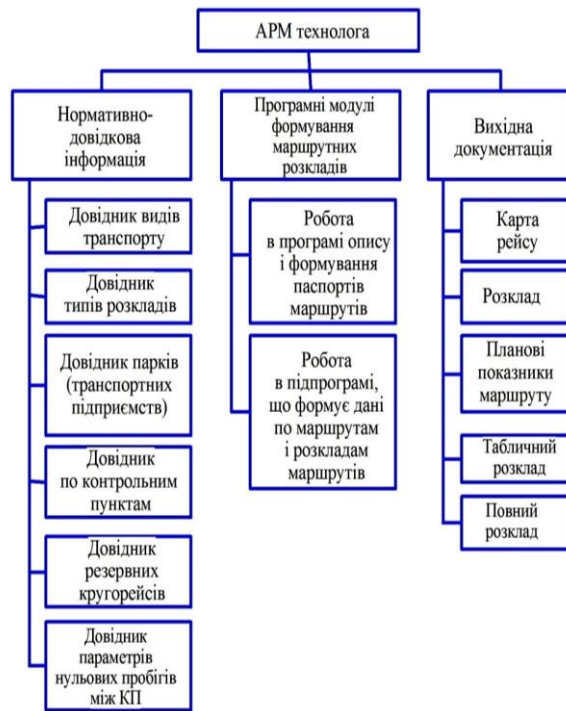 АРМ технолога
Нормативно-
довідкова
інформація
Довідник видів
транспорту
Довідник
типів розкладів
Довідник парків
(транспортних
підприємств)
Довідник
по контрольним
пунктам
Довідник
резервних
кругорейсів
Довідник
параметрів
нульових пробігів
між КП
Програмні модулі
формування
маршрутних
розкладів
Робота
в програмі опису
і формування
паспортів
маршрутів
Робота
в підпрограмі,
що формує дані
по маршрутам
і розкладам
маршрутів
Вихідна
документація
Карта
рейсу
Розклад
Планові
показники
маршруту
Табличний
розклад
Повний
розклад